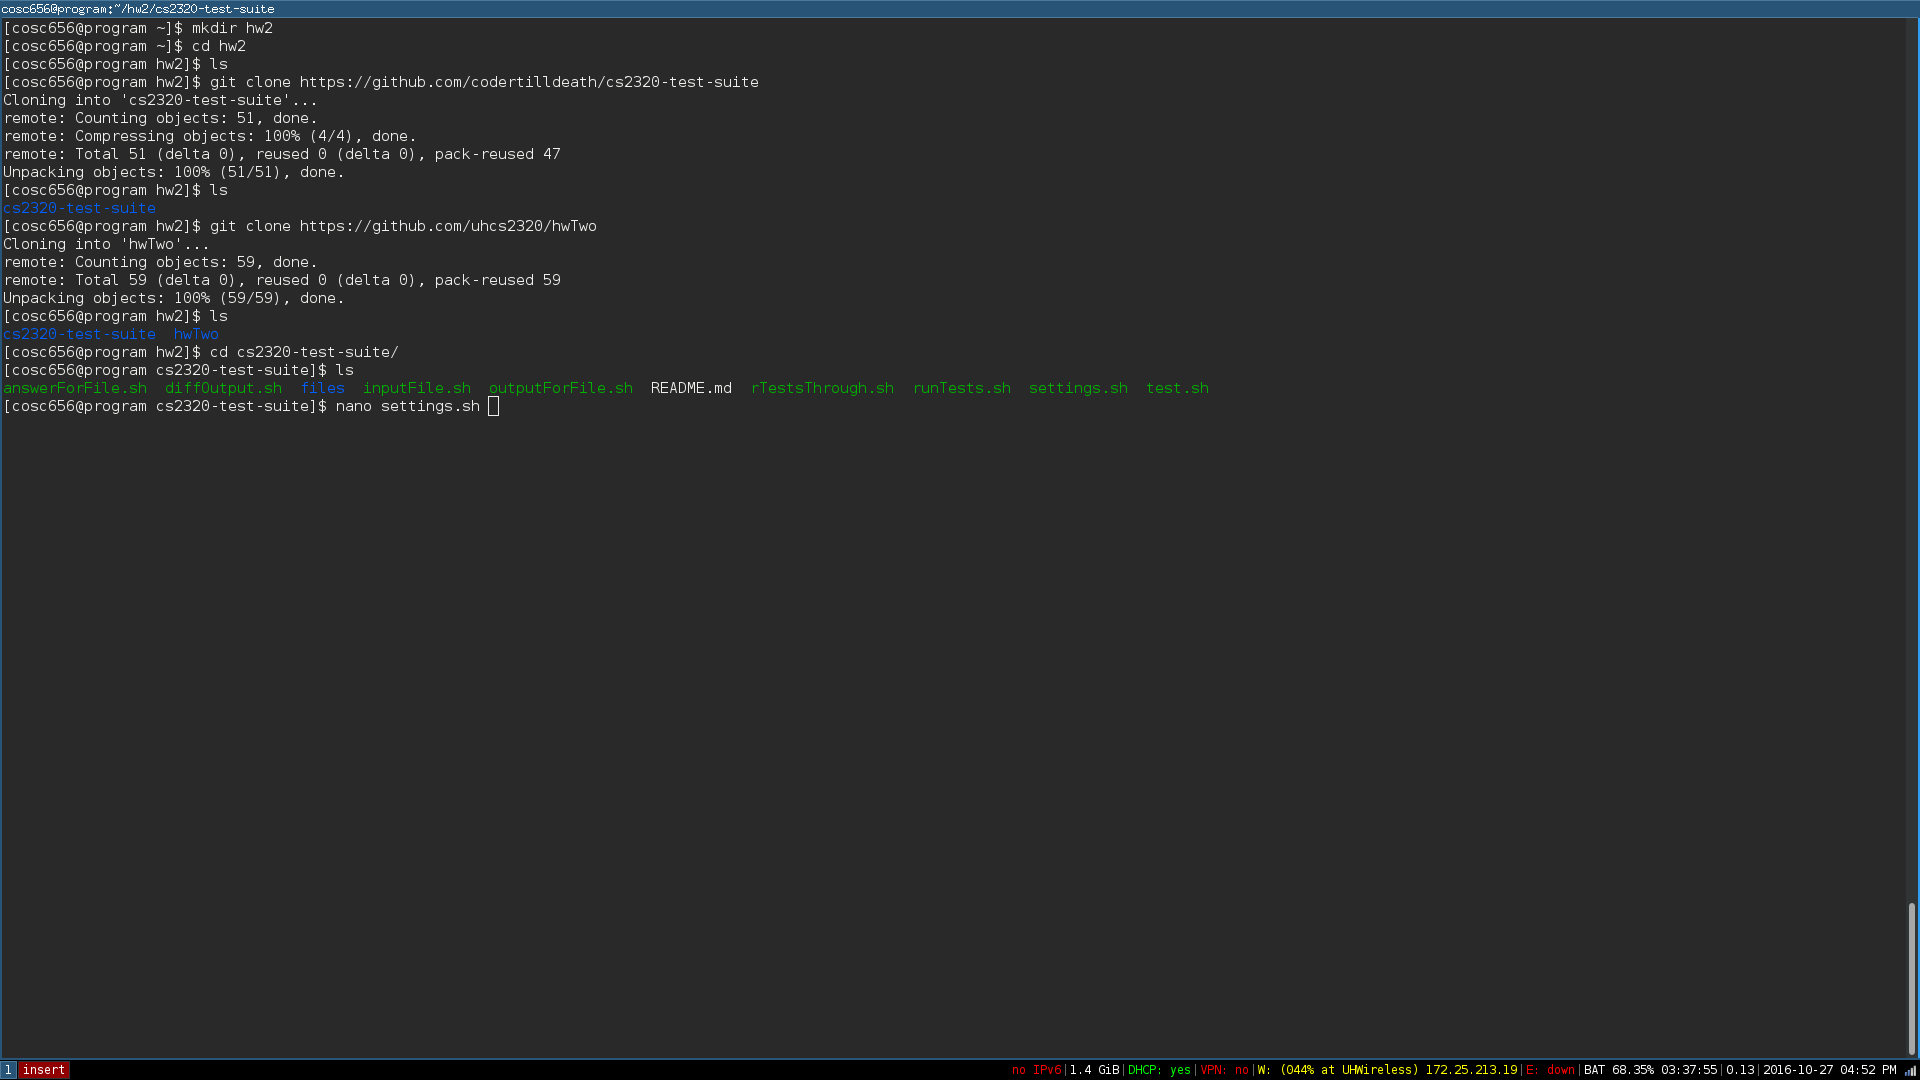 cosc656@program:~/hw2/cs2320-test-suite
[cosc656@program ~]$ mkdir hw2
[cosc656@program ~]$ cd hw2
[cosc656@program hw2]$ ls
[cosc656@program hw2]$ git clone https://github.com/codertilldeath/cs2320-test-suite
Cloning into 'cs2320-test-suite'...
remote: Counting objects: 51, done.
remote: Compressing objects: 100% (4/4), done.
remote: Total 51 (delta 0), reused 0 (delta 0), pack-reused 47
Unpacking objects: 100% (51/51), done.
[cosc656@program hw2]$ ls
cs2320-test-suite
[cosc656@program hw2]$ git clone https://github.com/uhcs2320/hwTwo
Cloning into 'hwTwo'...
remote: Counting objects: 59, done.
remote: Total 59 (delta 0), reused 0 (delta 0), pack-reused 59
Unpacking objects: 100% (59/59), done.
[cosc656@program hw2]$ ls
cs2320-test-suite  hwTwo
[cosc656@program hw2]$ cd cs2320-test-suite/
[cosc656@program cs2320-test-suite]$ ls
answerForFile.sh  diffOutput.sh  files  inputFile.sh  outputForFile.sh  README.md  rTestsThrough.sh  runTests.sh  settings.sh  test.sh
[cosc656@program cs2320-test-suite]$ nano settings.sh
1 insert no IPv6|1.4 GiB|DHCP: yes|VPN: no|W: (044% at UHWireless) 172.25.213.19|E: down|BAT 68.35% 03:37:55|0.13|2016-10-27 04:52 PM